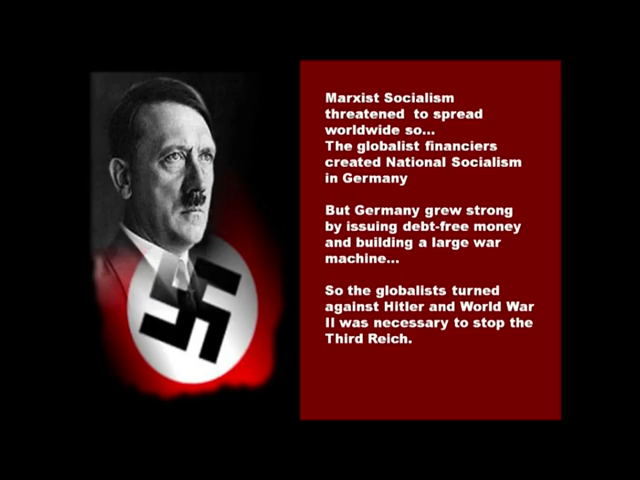 Marxist Socialism
threatened to spread
worldwide so...
The globalist financiers
created National Socialism
in Germany
But Germany grew strong
by issuing debt-free money
and building a large war
machine...
So the globalists turned
against Hitler and World War
II was necessary to stop the
Third Reich.